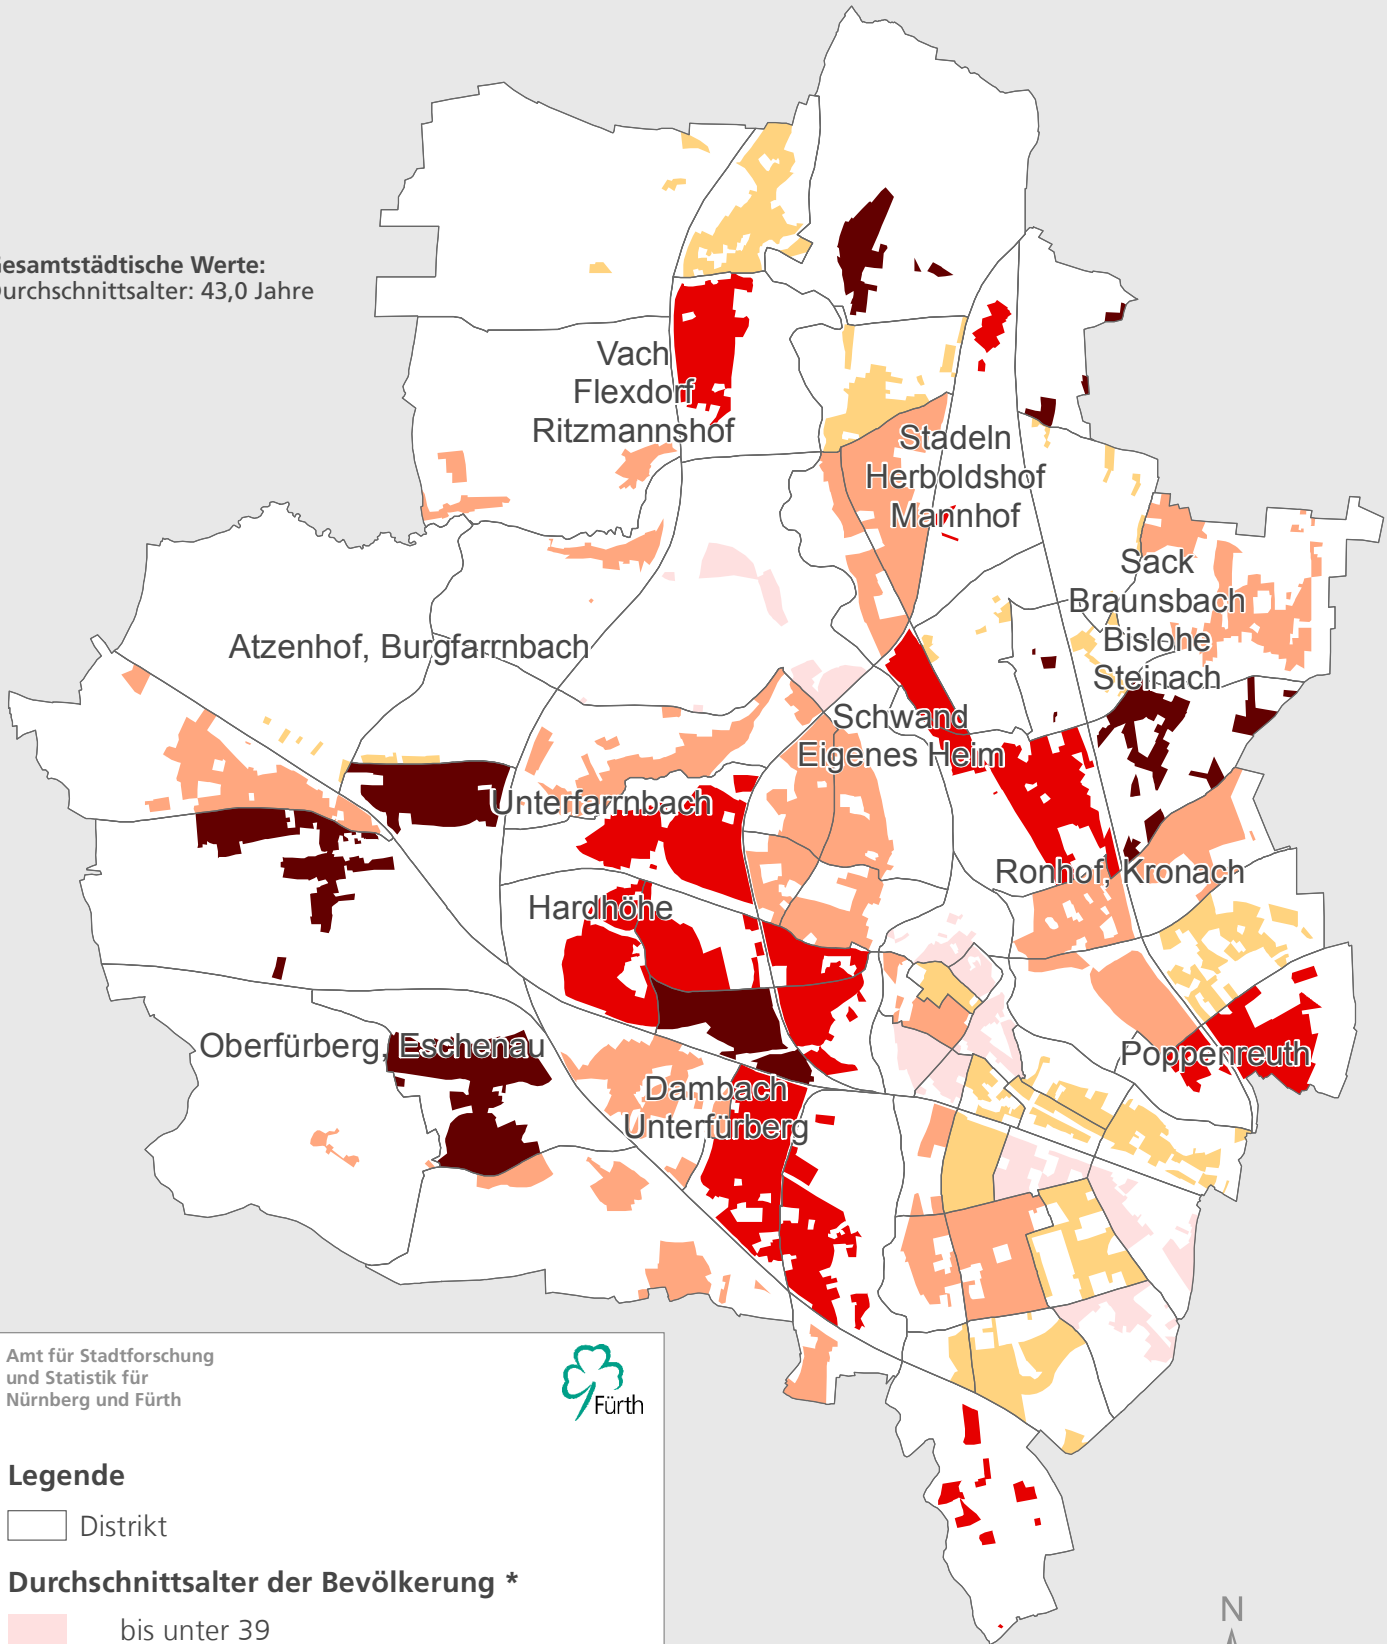 Gesamtstädtische Werte:
Durchschnittsalter: 43,0 Jahre
Vach
Flexdorf
Ritzmannshof
Stadeln
Herboldshof
Mannhof
Sack
Braunsbach
Bislohe
Steinach
Atzenhof, Burgfarrnbach
Schwand
Eigenes Heim
Unterfarrnbach
Ronhof, Kronach
Hardhöhe
Oberfürberg, Eschenau
Poppenreuth
Dambach
Unterfürberg
Amt für Stadtforschung
und Statistik für
Nürnberg und Fürth
Fürth
Legende
Distrikt
Durchschnittsalter der Bevölkerung *
bis unter 39
N